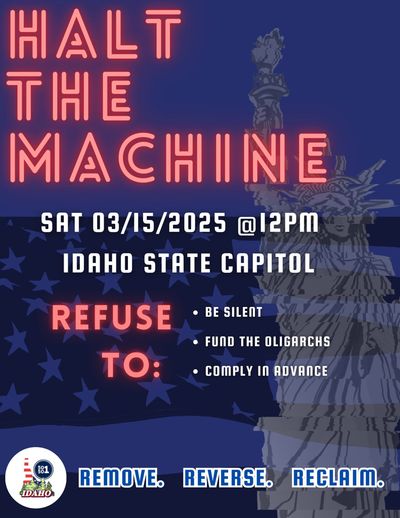 HALT
THE
MACHINE
SAT 03/15/2025 @12PM
IDAHO STATE CAPITOL
REFUSE
TO:
• BE SILENT
• FUND THE OLIGARCHS
• COMPLY IN ADVANCE
IDAHO
REMOVE. REVERSE. RECLAIM.